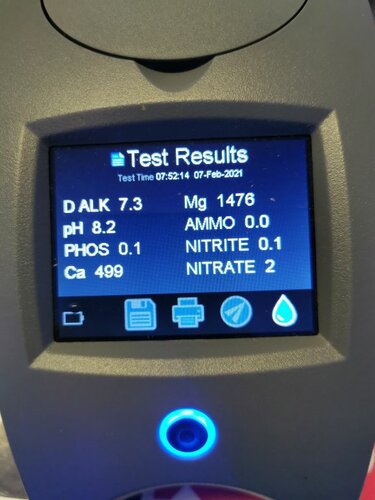 Test Results
Test Time 07:52:14 07-Feb-2021
D ALK 7.3 Mg 1476
pH 8.2 AMMO 0.0
PHOS 0.1 NITRITE 0.1
Ca 499 NITRATE 2